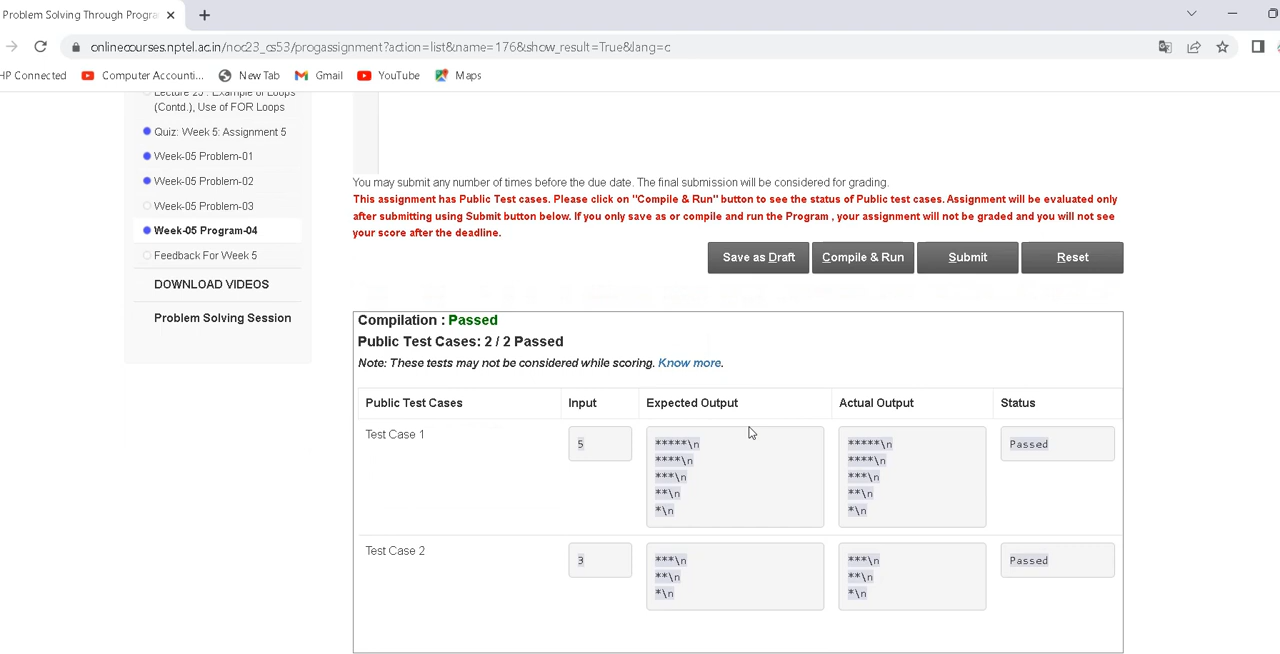 Problem Solving Through Progra
onlinecourses.nptel.ac.in/noc23_cs53/progassignment?action=list&name=176&show_result=True&lang=c
HP Connected Computer Accounti... New Tab Gmail YouTube Maps
Lecture 25 : Example of Loops
(Contd.), Use of FOR Loops
Quiz: Week 5: Assignment 5
Week-05 Problem-01
Week-05 Problem-02
Week-05 Problem-03
Week-05 Program-04
Feedback For Week 5
DOWNLOAD VIDEOS
Problem Solving Session
You may submit any number of times before the due date. The final submission will be considered for grading.
This assignment has Public Test cases. Please click on "Compile & Run" button to see the status of Public test cases. Assignment will be evaluated only
after submitting using Submit button below. If you only save as or compile and run the Program , your assignment will not be graded and you will not see
your score after the deadline.
Save as Draft Compile & Run Submit Reset
Compilation : Passed
Public Test Cases: 2 / 2 Passed
Note: These tests may not be considered while scoring. Know more.
Public Test Cases Input Expected Output Actual Output Status
Test Case 1 5 *****\n *****\n Passed
****\n ****\n
***\n ***\n
**\n **\n
*\n *\n
Test Case 2 3 ***\n ***\n Passed
**\n **\n
*\n *\n